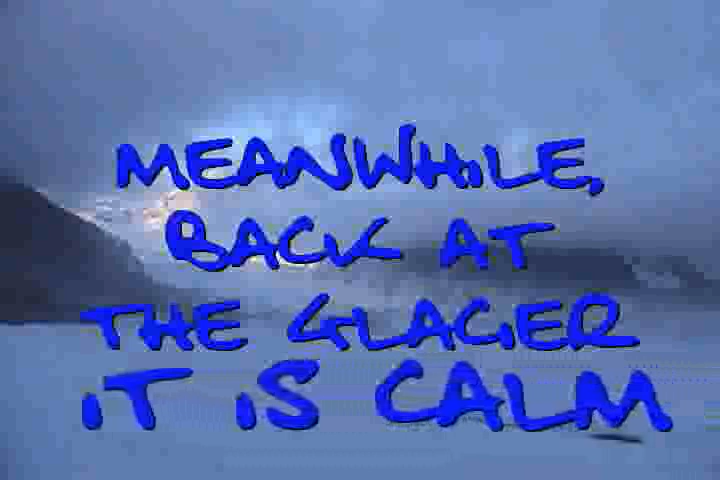 MEANWHILE,
BACK AT
THE GLACIER
iT iS CALM